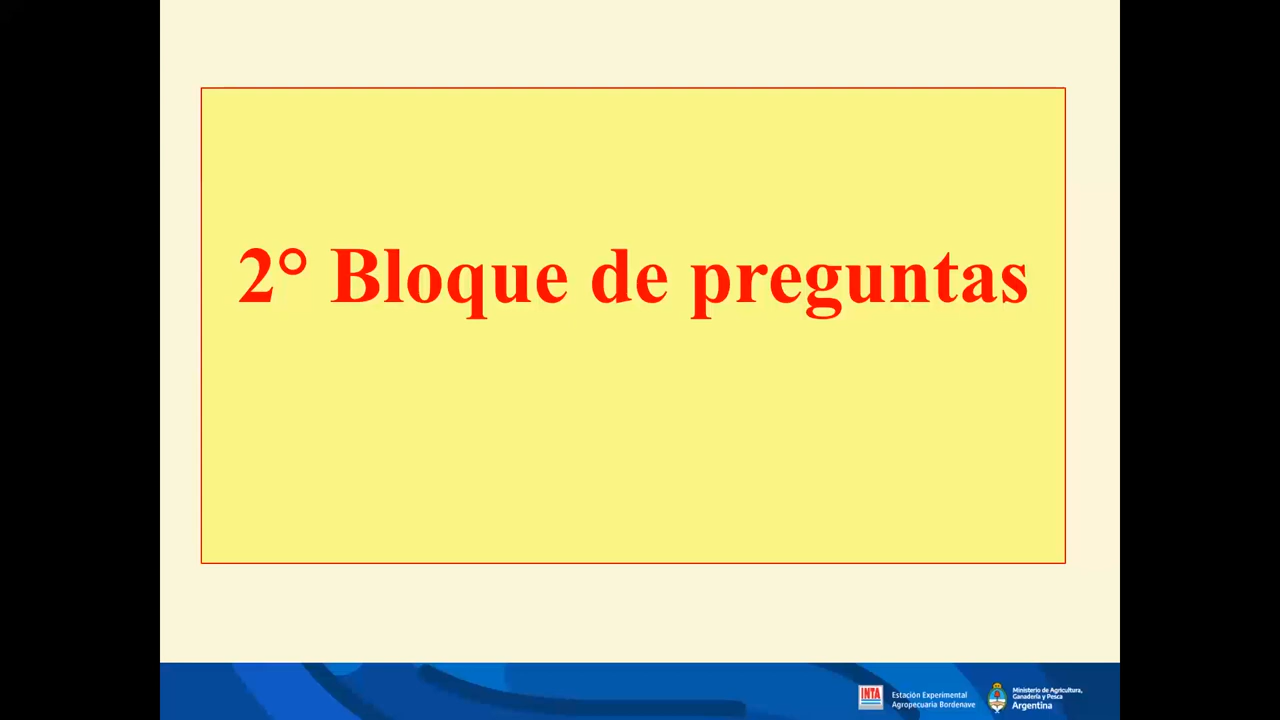 2° Bloque de preguntas
INTA
Estación Experimental
Agropecuaria Bordenave
Ministerio de Agricultura,
Ganadería y Pesca
Argentina